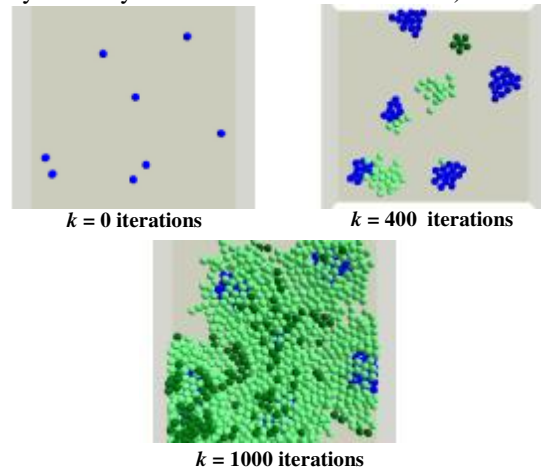 k = 0 iterations
k = 400 iterations
k = 1000 iterations